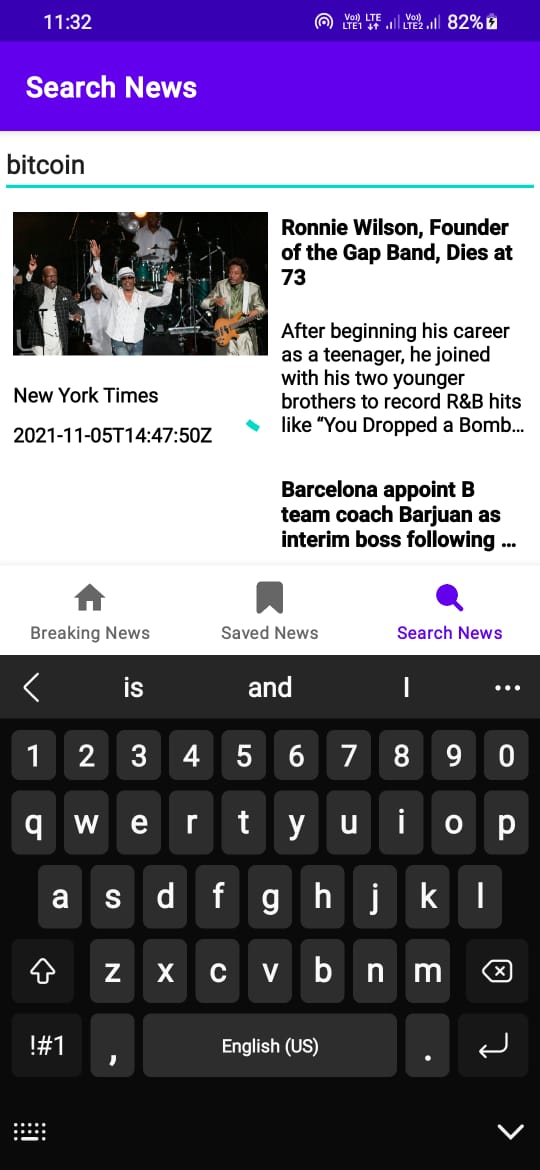 11:32 Vo) LTE LTE1 Vo) LTE2 82%
Search News
bitcoin
Ronnie Wilson, Founder
of the Gap Band, Dies at
73
After beginning his career
as a teenager, he joined
with his two younger
brothers to record R&B hits
like “You Dropped a Bomb...
New York Times
2021-11-05T14:47:50Z
Barcelona appoint B
team coach Barjuan as
interim boss following ...
Breaking News Saved News Search News
is and I
1 2 3 4 5 6 7 8 9 0
q w e r t y u i o p
a s d f g h j k l
z x c v b n m
!#1 , English (US) .